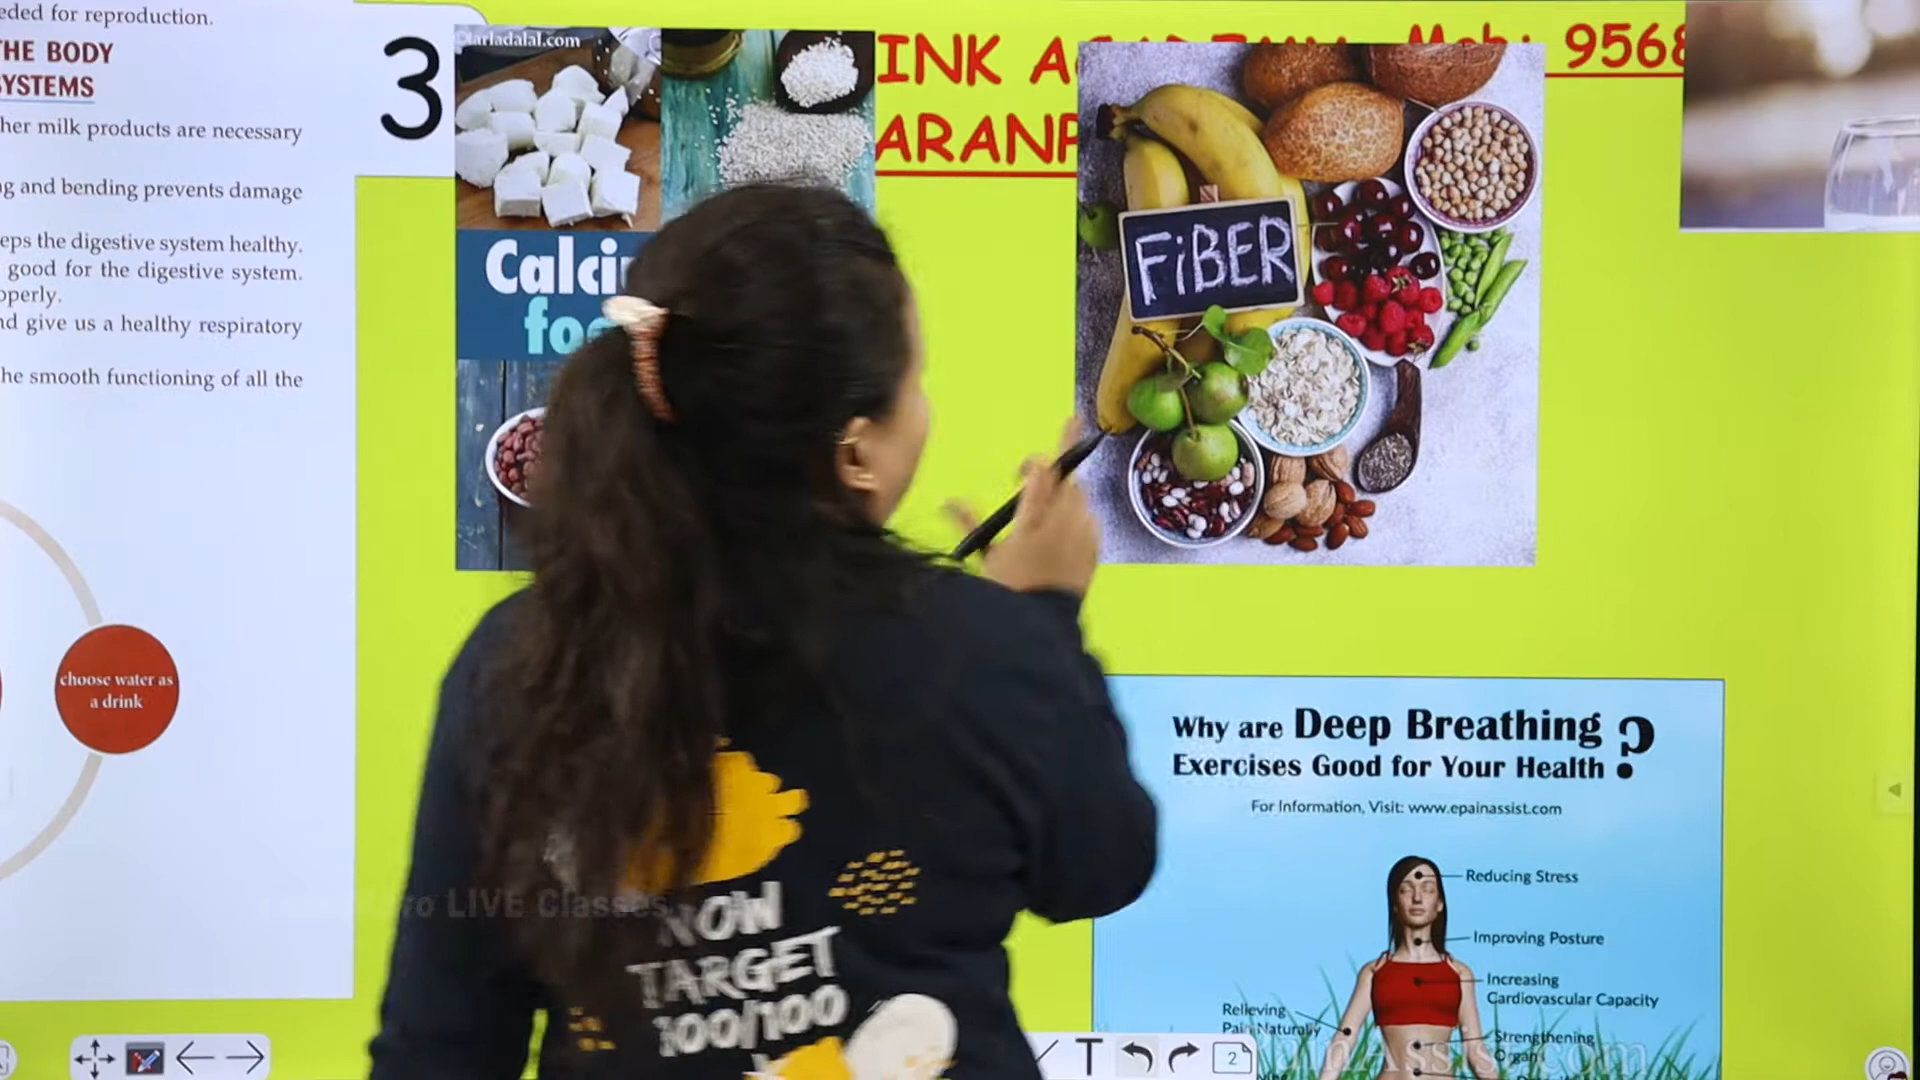 eded for reproduction.
THE BODY
SYSTEMS
her milk products are necessary
g and bending prevents damage
eps the digestive system healthy.
good for the digestive system.
operly.
nd give us a healthy respiratory
he smooth functioning of all the
choose water as
a drink
3
tarladalal.com
Calci
foo
INK A
ARANP
Mob: 9568
FiBER
Why are Deep Breathing
Exercises Good for Your Health ?
For Information, Visit: www.epainassist.com
Reducing Stress
Improving Posture
Increasing
Cardiovascular Capacity
Relieving
Pain Naturally
Strengthening
Organs
LIVE Classes
NOW
TARGET
100/100
T
2